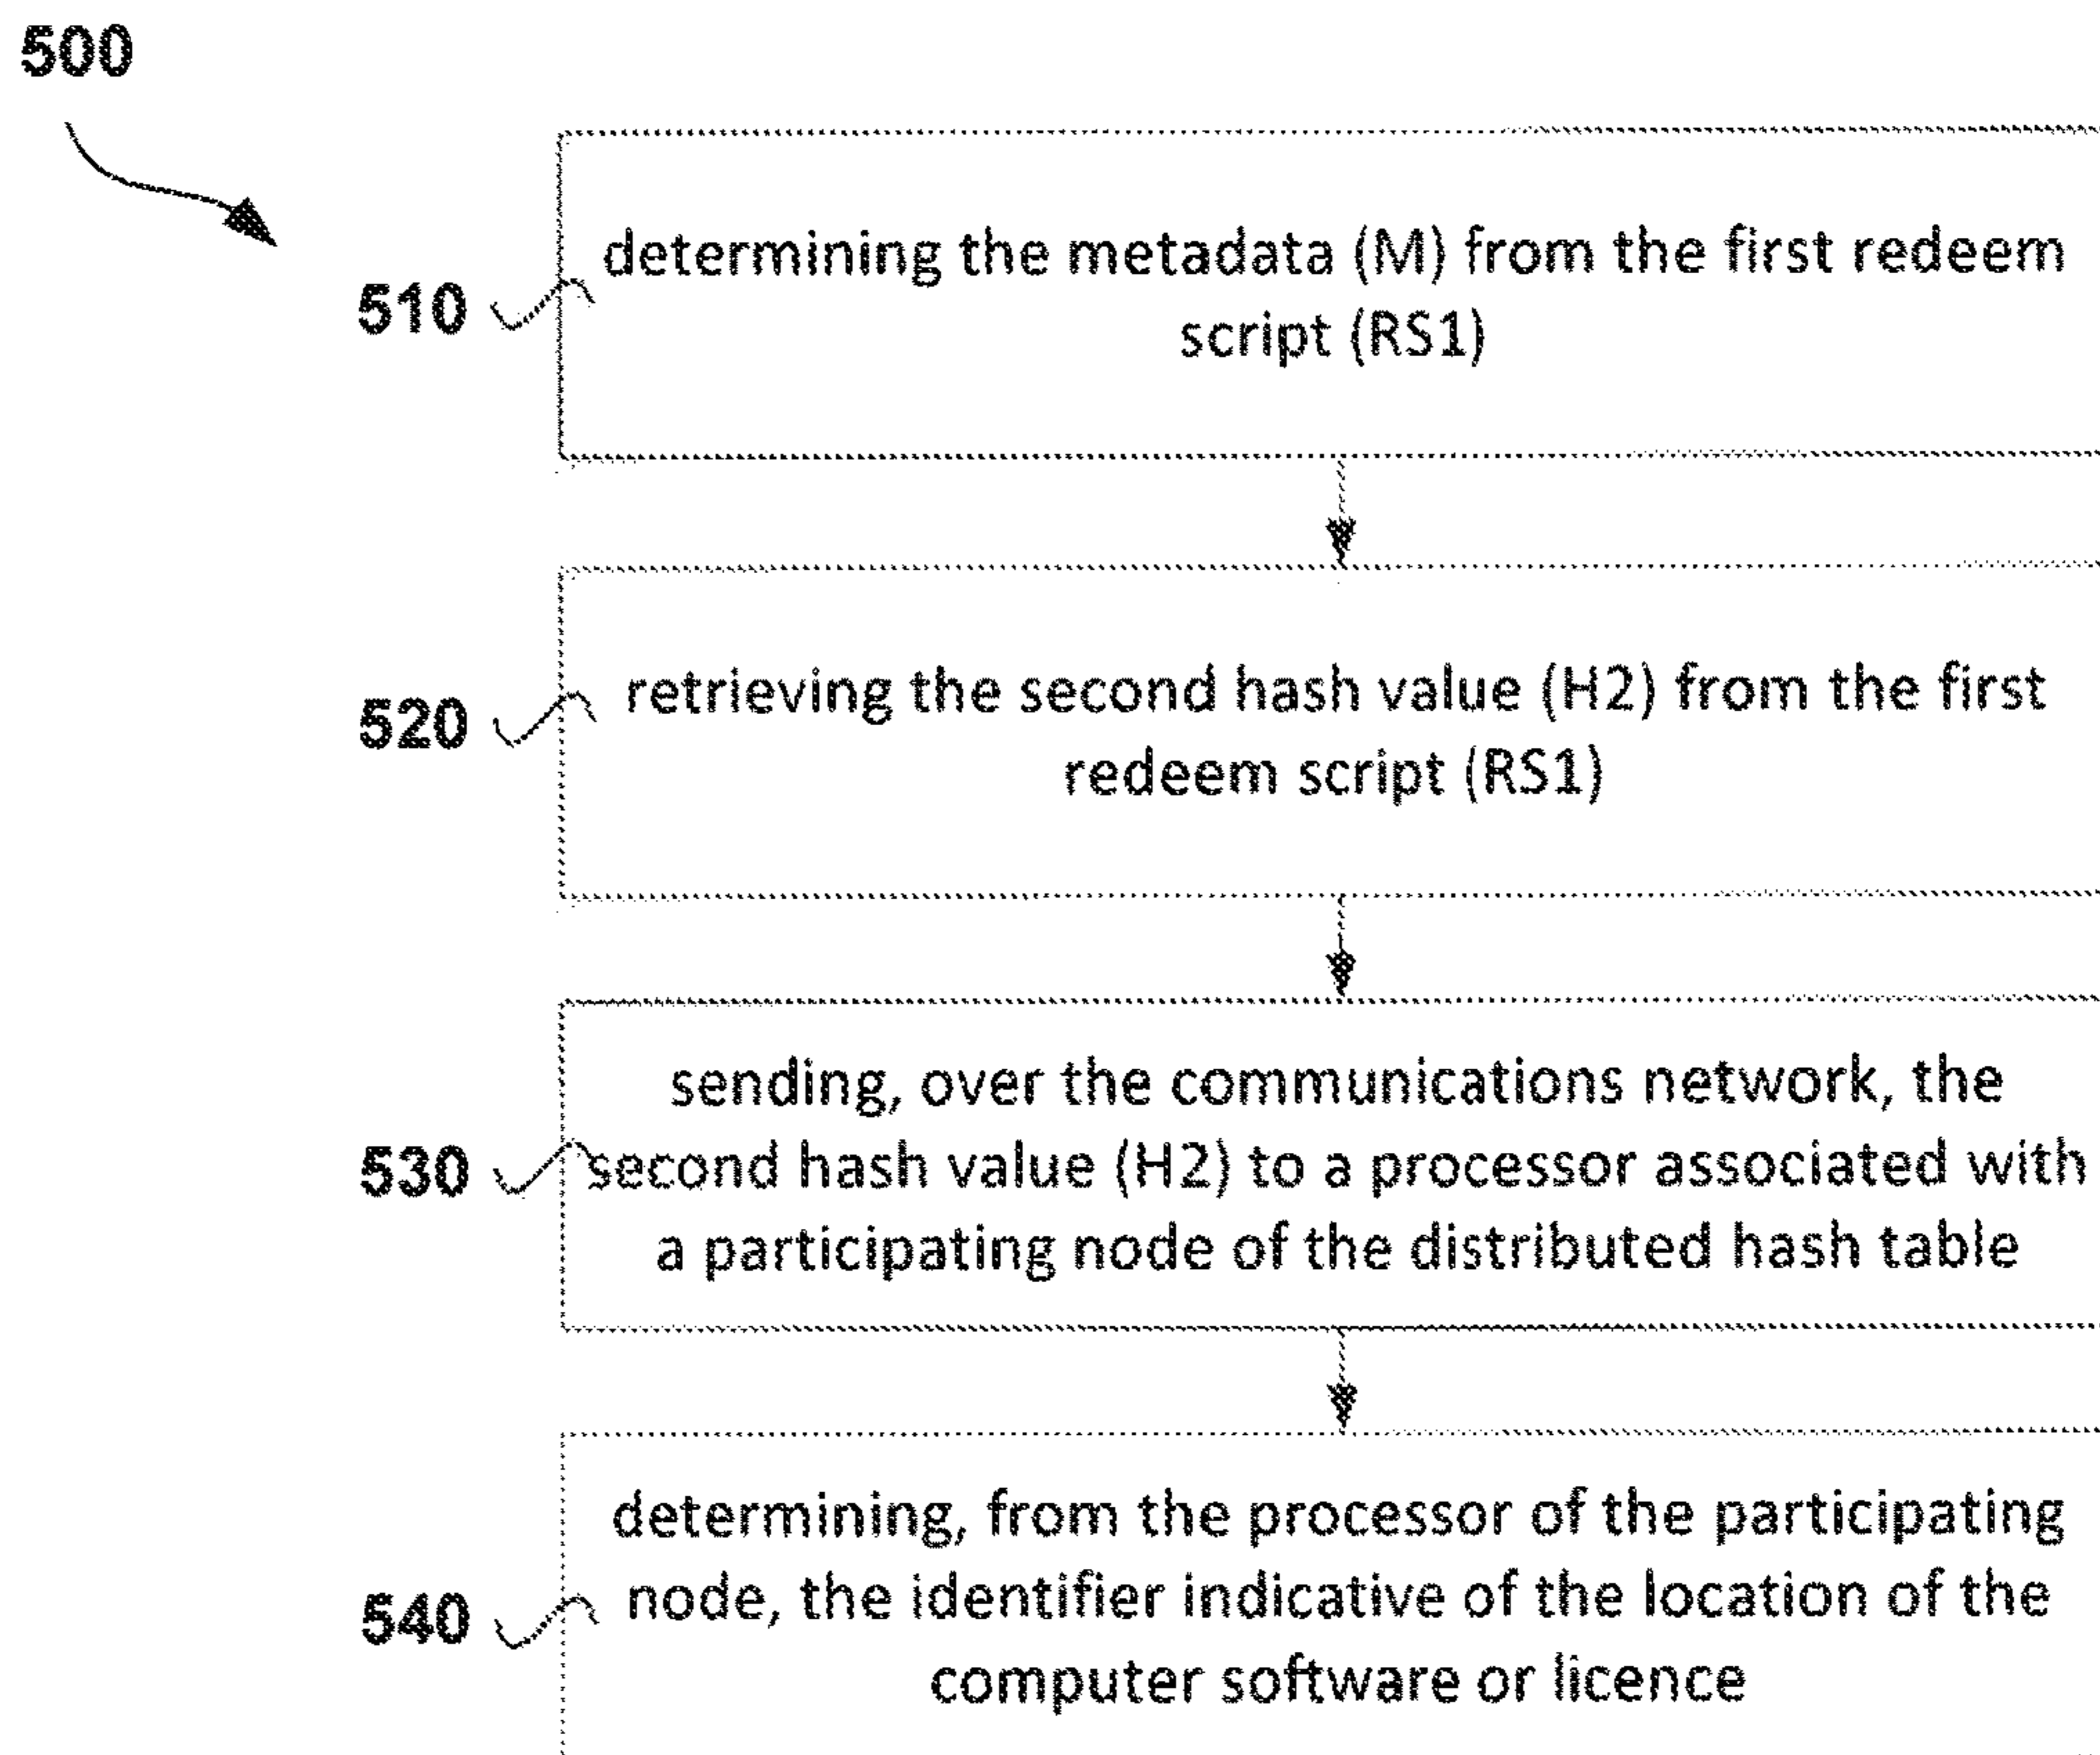 500
510
determining the metadata (M) from the first redeem
script (RS1)
520
retrieving the second hash value (H2) from the first
redeem script (RS1)
530
sending, over the communications network, the
second hash value (H2) to a processor associated with
a participating node of the distributed hash table
540
determining, from the processor of the participating
node, the identifier indicative of the location of the
computer software or licence